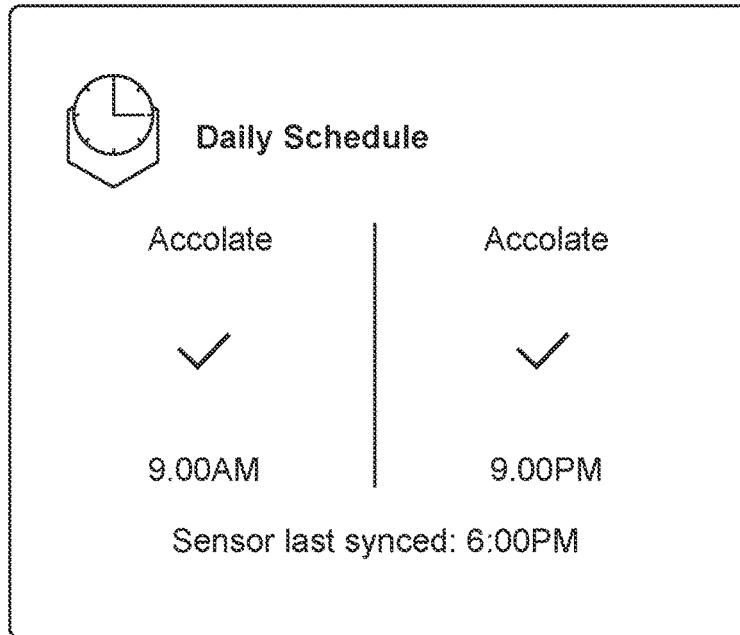 Daily Schedule
Accolate Accolate
9.00AM 9.00PM
Sensor last synced: 6:00PM